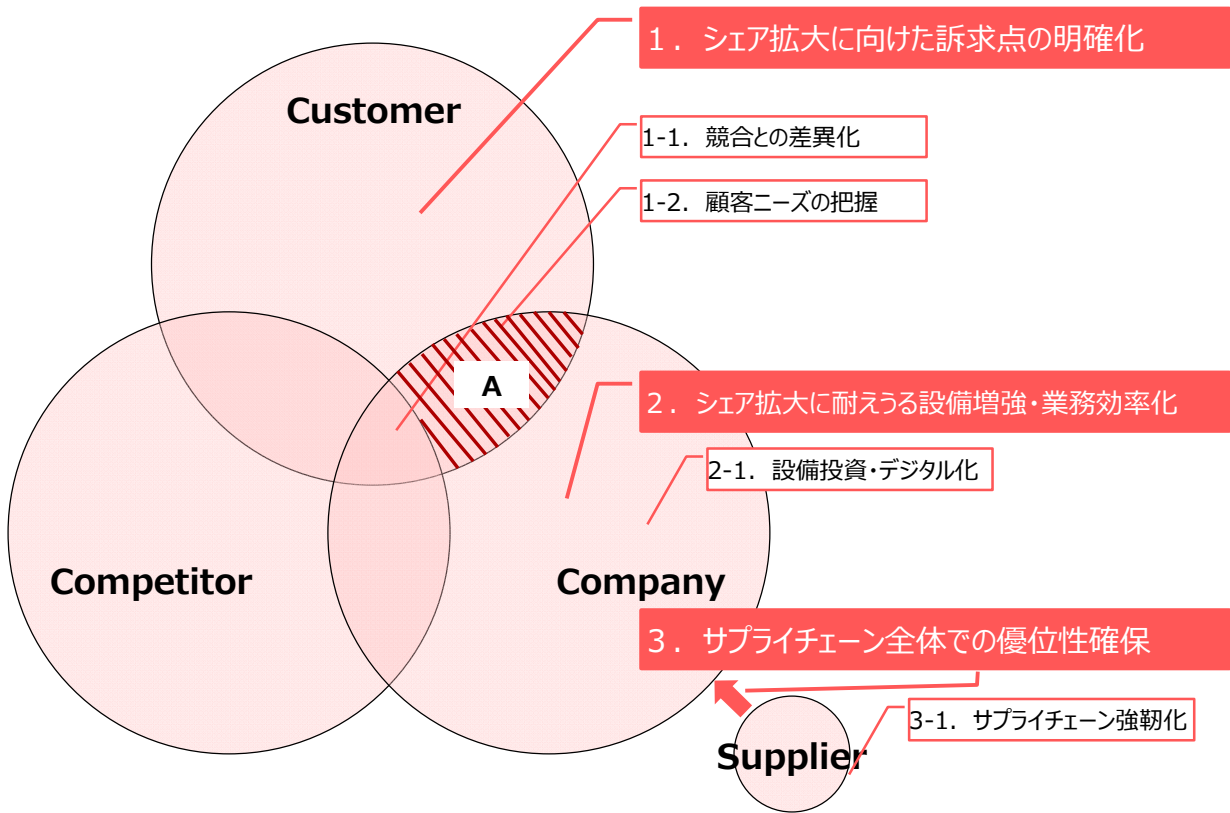 1．シェア拡大に向けた訴求点の明確化
Customer
1-1．競合との差異化
1-2．顧客ニーズの把握
A
2．シェア拡大に耐えうる設備増強・業務効率化
2-1．設備投資・デジタル化
Competitor
Company
3．サプライチェーン全体での優位性確保
3-1．サプライチェーン強靭化
Supplier